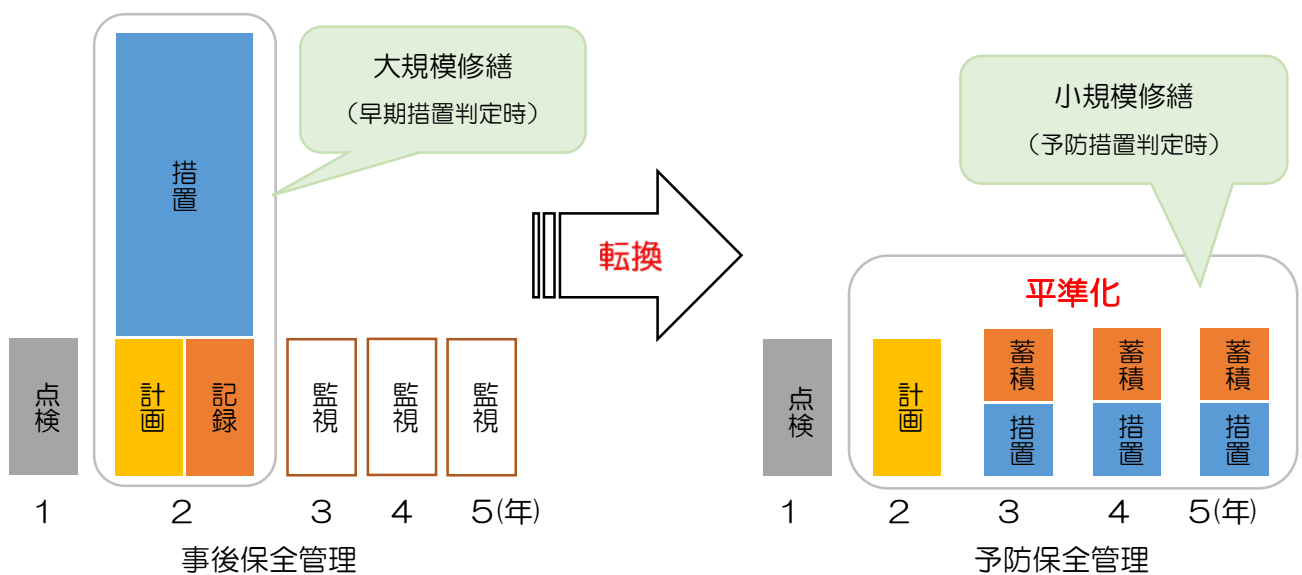 大規模修繕
（早期措置判定時）
措置
点検
計画
記録
監視
監視
監視
1
2
3
4
5(年)
事後保全管理
転換
小規模修繕
（予防措置判定時）
平準化
点検
計画
蓄積
措置
蓄積
措置
蓄積
措置
1
2
3
4
5(年)
予防保全管理